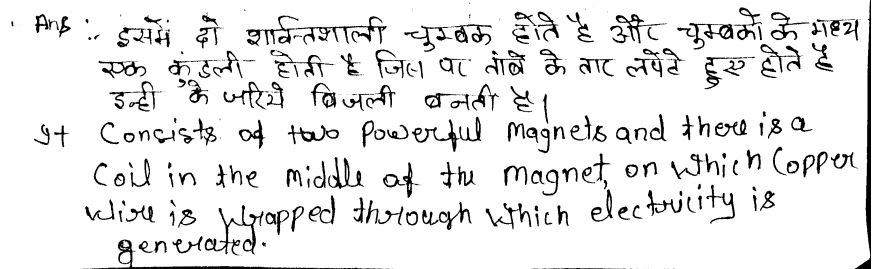 Ans :- इसमें दो शक्तिशाली चुम्बक होते है और चुम्बको के मध्य
एक कुंडली होती है जिस पर तांबे के तार लपेटे हुए होते है
इन्ही के जरिये बिजली बनती है।
It Consists of two Powerful magnets and there is a
Coil in the middle of the magnet, on which Copper
wire is wrapped through which electricity is
generated.